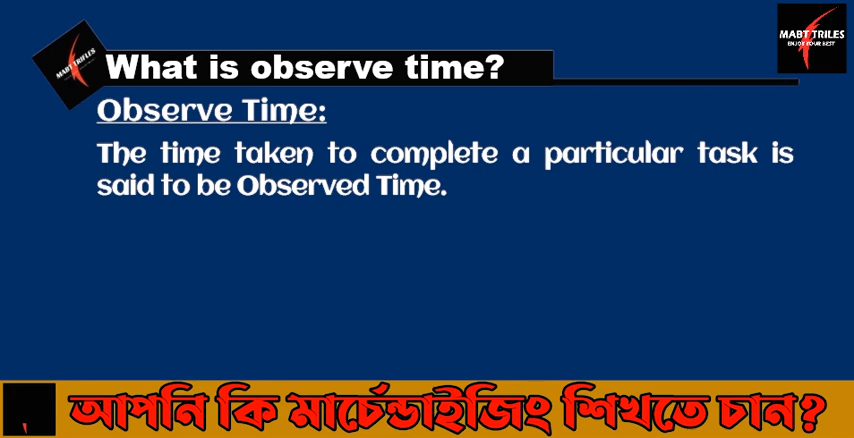 MABT TRILES
ENJOY YOUR BEST
MABT TRIFLES
What is observe time?
Observe Time:
The time taken to complete a particular task is
said to be Observed Time.
আপনি কি মার্চেন্ডাইজিং শিখতে চান?